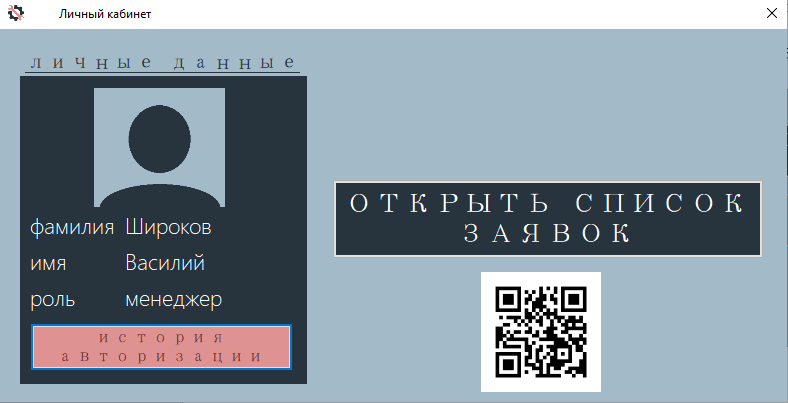 Личный кабинет
личные данные
фамилия Широков
имя Василий
роль менеджер
история
авторизации
ОТКРЫТЬ СПИСОК
ЗАЯВОК